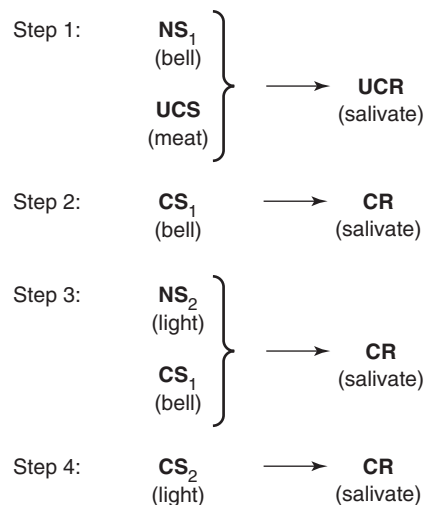 Step 1:
NS₁
(bell)
UCS
(meat)
UCR
(salivate)
Step 2:
CS₁
(bell)
CR
(salivate)
Step 3:
NS₂
(light)
CS₁
(bell)
CR
(salivate)
Step 4:
CS₂
(light)
CR
(salivate)